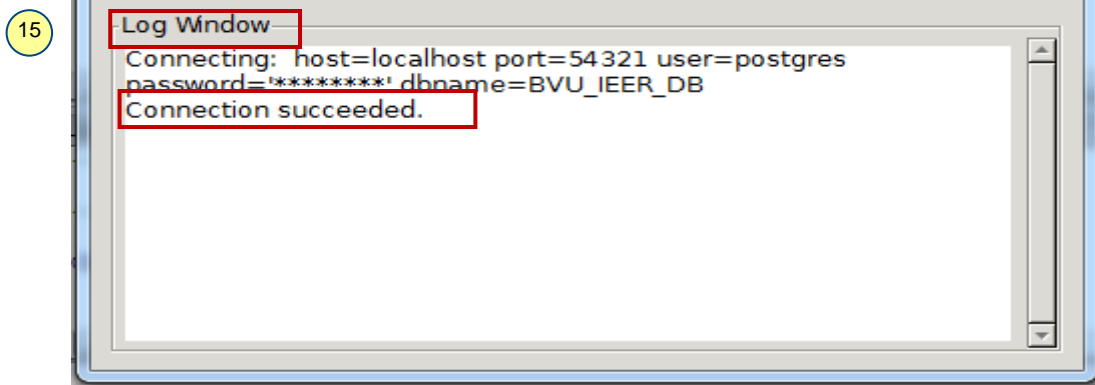 15
Log Window
Connecting:  host=localhost port=54321 user=postgres
password='********' dbname=BVU_IEER_DB
Connection succeeded.